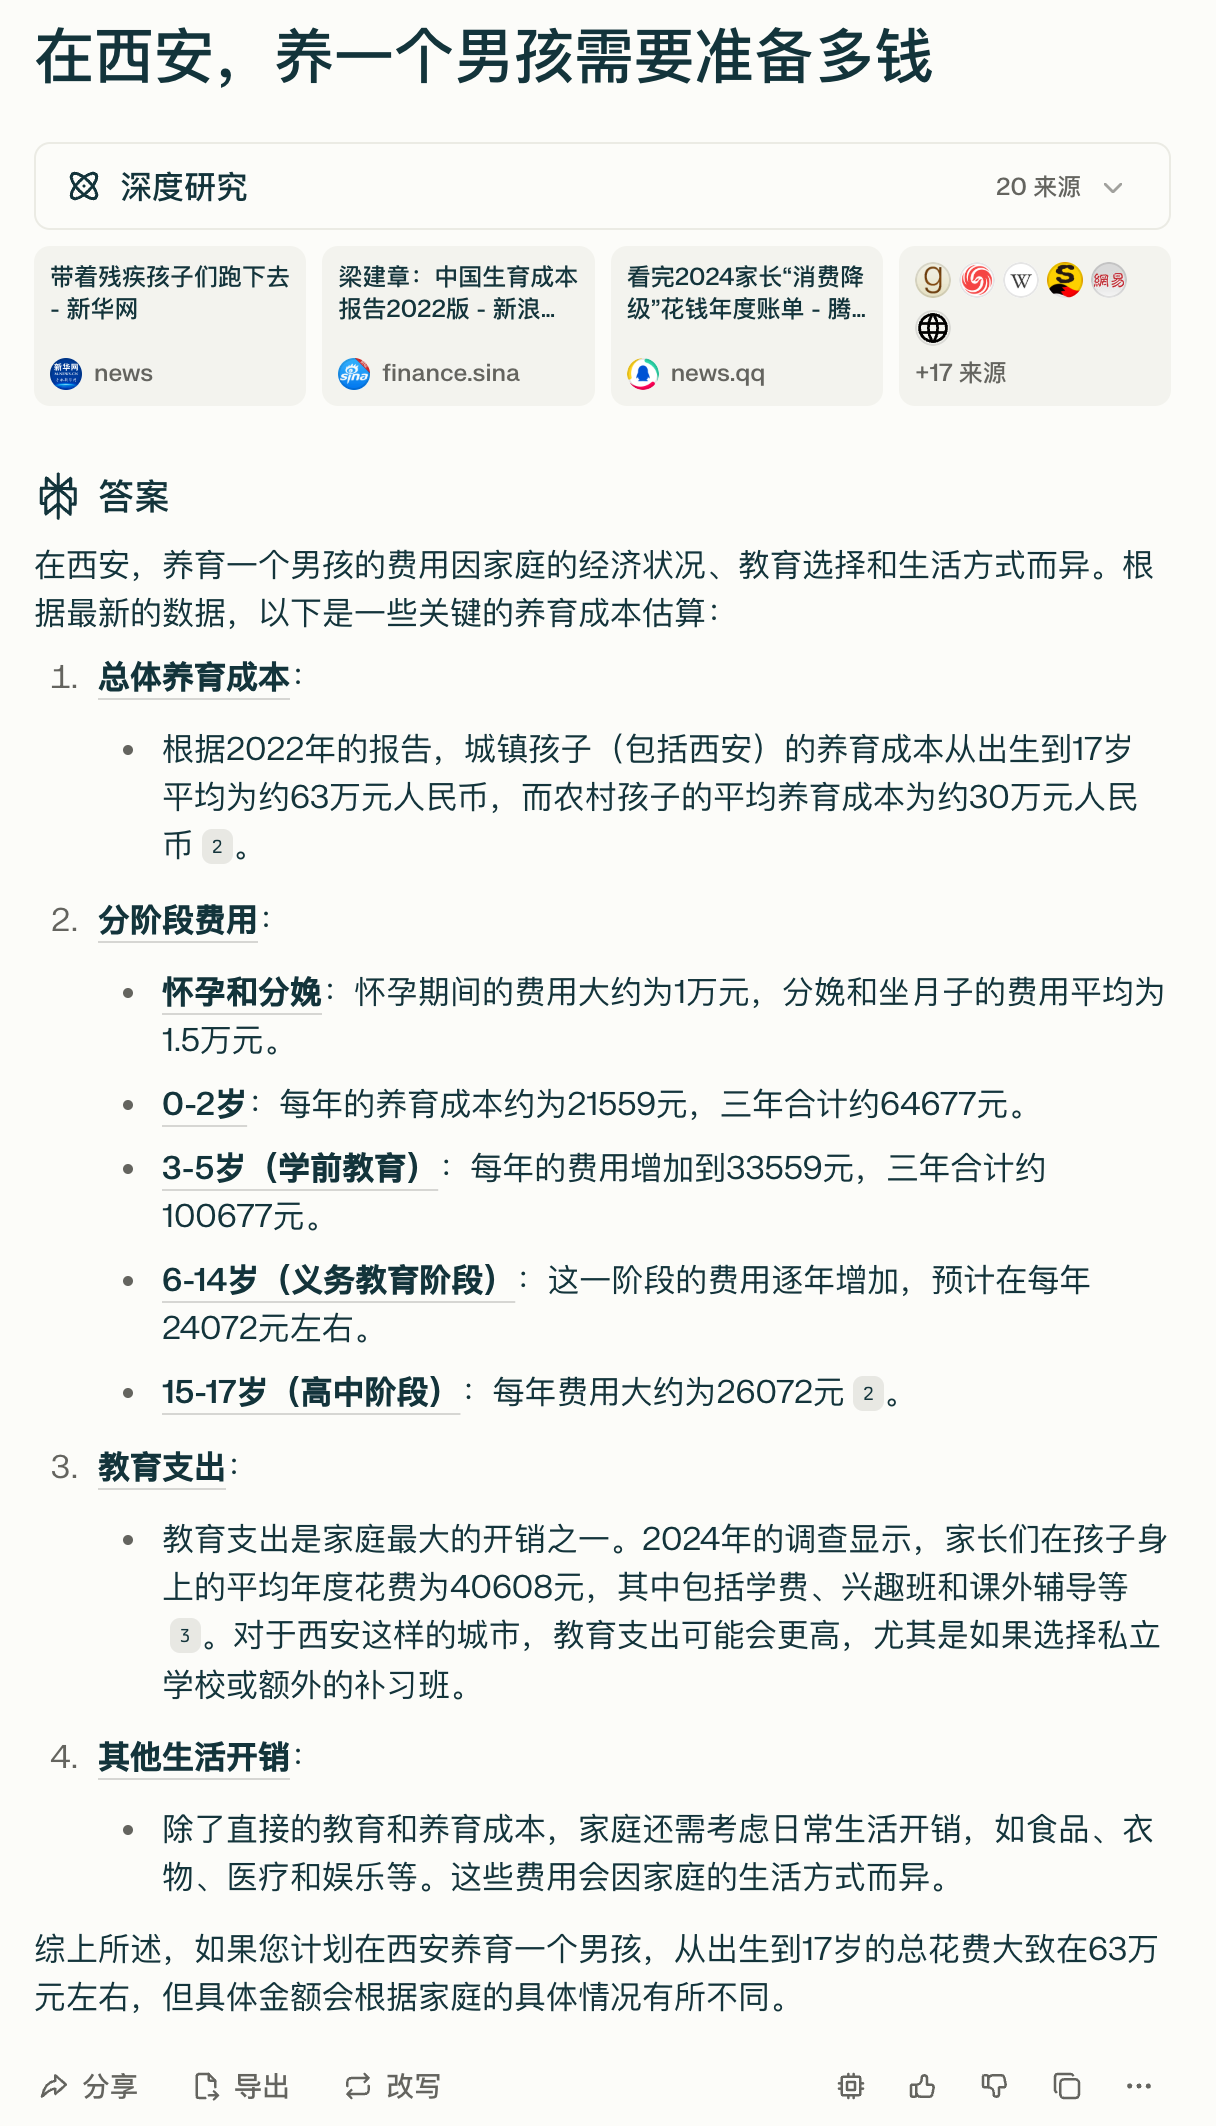 在西安，养一个男孩需要准备多钱
深度研究
20 来源
带着残疾孩子们跑下去
- 新华网
news
梁建章：中国生育成本
报告2022版 - 新浪...
finance.sina
看完2024家长“消费降
级”花钱年度账单 - 腾...
news.qq
+17 来源
答案
在西安，养育一个男孩的费用因家庭的经济状况、教育选择和生活方式而异。根
据最新的数据，以下是一些关键的养育成本估算：
1. 总体养育成本：
• 根据2022年的报告，城镇孩子（包括西安）的养育成本从出生到17岁
平均为约63万元人民币，而农村孩子的平均养育成本为约30万元人民
币 2 。
2. 分阶段费用：
• 怀孕和分娩：怀孕期间的费用大约为1万元，分娩和坐月子的费用平均为
1.5万元。
• 0-2岁：每年的养育成本约为21559元，三年合计约64677元。
• 3-5岁（学前教育）：每年的费用增加到33559元，三年合计约
100677元。
• 6-14岁（义务教育阶段）：这一阶段的费用逐年增加，预计在每年
24072元左右。
• 15-17岁（高中阶段）：每年费用大约为26072元 2 。
3. 教育支出：
• 教育支出是家庭最大的开销之一。2024年的调查显示，家长们在孩子身
上的平均年度花费为40608元，其中包括学费、兴趣班和课外辅导等
3 。对于西安这样的城市，教育支出可能会更高，尤其是如果选择私立
学校或额外的补习班。
4. 其他生活开销：
• 除了直接的教育和养育成本，家庭还需考虑日常生活开销，如食品、衣
物、医疗和娱乐等。这些费用会因家庭的生活方式而异。
综上所述，如果您计划在西安养育一个男孩，从出生到17岁的总花费大致在63万
元左右，但具体金额会根据家庭的具体情况有所不同。
分享
导出
改写